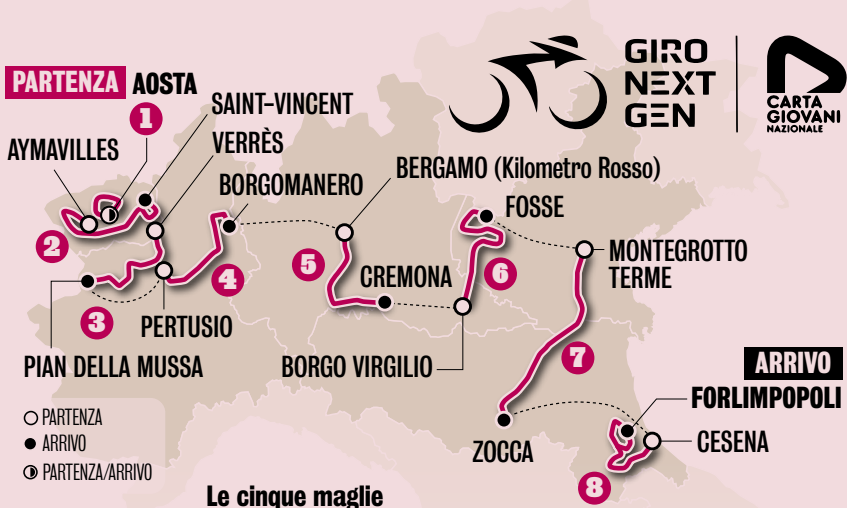 GIRO
NEXT
GEN
CARTA
GIOVANI
NAZIONALE
PARTENZA AOSTA
1
SAINT-VINCENT
AYMAVILLES
VERRÈS
BORGOMANERO
BERGAMO (Kilometro Rosso)
FOSSE
2
MONTEGROTTO
TERME
5
CREMONA
6
4
3
PERTUSIO
PIAN DELLA MUSSA
BORGO VIRGILIO
7
ARRIVO
FORLIMPOPOLI
PARTENZA
ARRIVO
PARTENZA/ARRIVO
ZOCCA
CESENA
8
Le cinque maglie